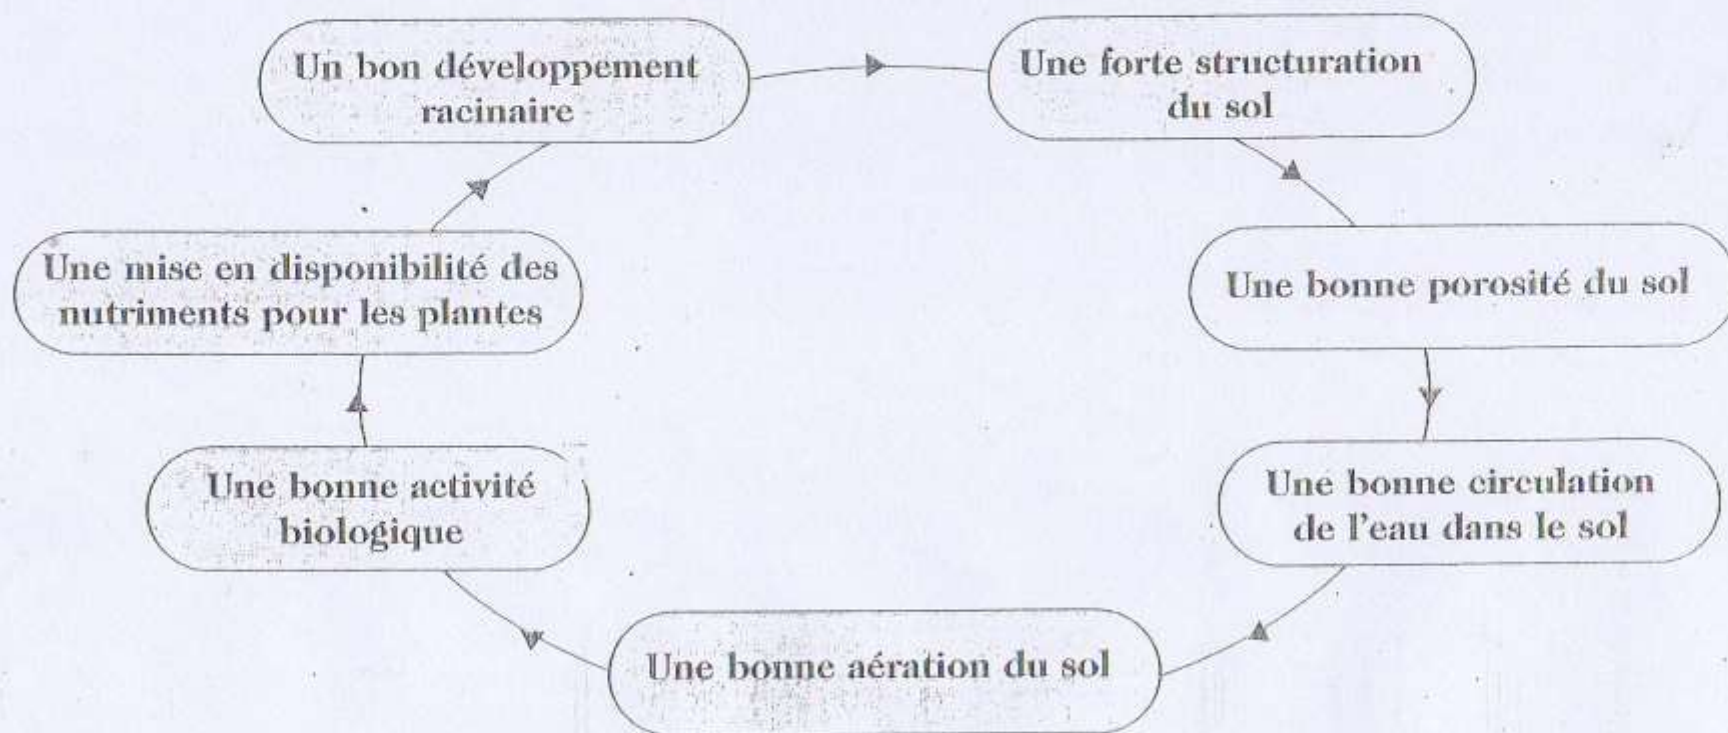 Un bon développement
racinaire
Une forte structuration
du sol
Une mise en disponibilité des
nutriments pour les plantes
Une bonne porosité du sol
Une bonne activité
biologique
Une bonne circulation
de l'eau dans le sol
Une bonne aération du sol